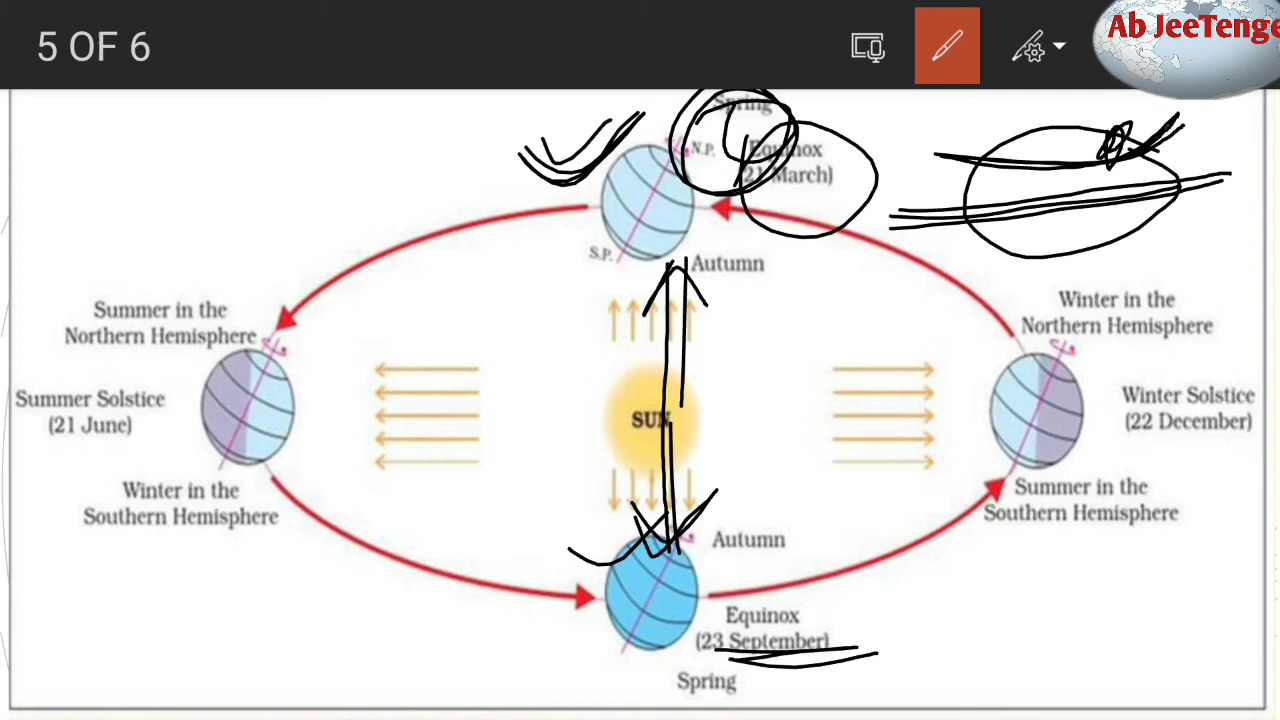 5 OF 6
Ab JeeTenge
Spring
N.P.
Equinox
(21 March)
S.P.
Autumn
Summer in the
Northern Hemisphere
Winter in the
Northern Hemisphere
Summer Solstice
(21 June)
SUN
Winter Solstice
(22 December)
Winter in the
Southern Hemisphere
Summer in the
Southern Hemisphere
Autumn
Equinox
(23 September)
Spring